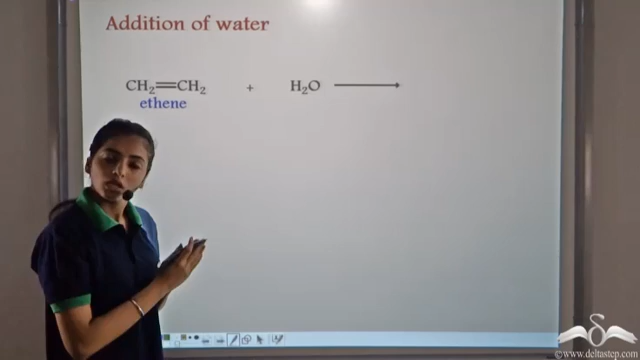 Addition of water
CH₂=CH₂ + H₂O ⟶
ethene
©www.deltastep.com